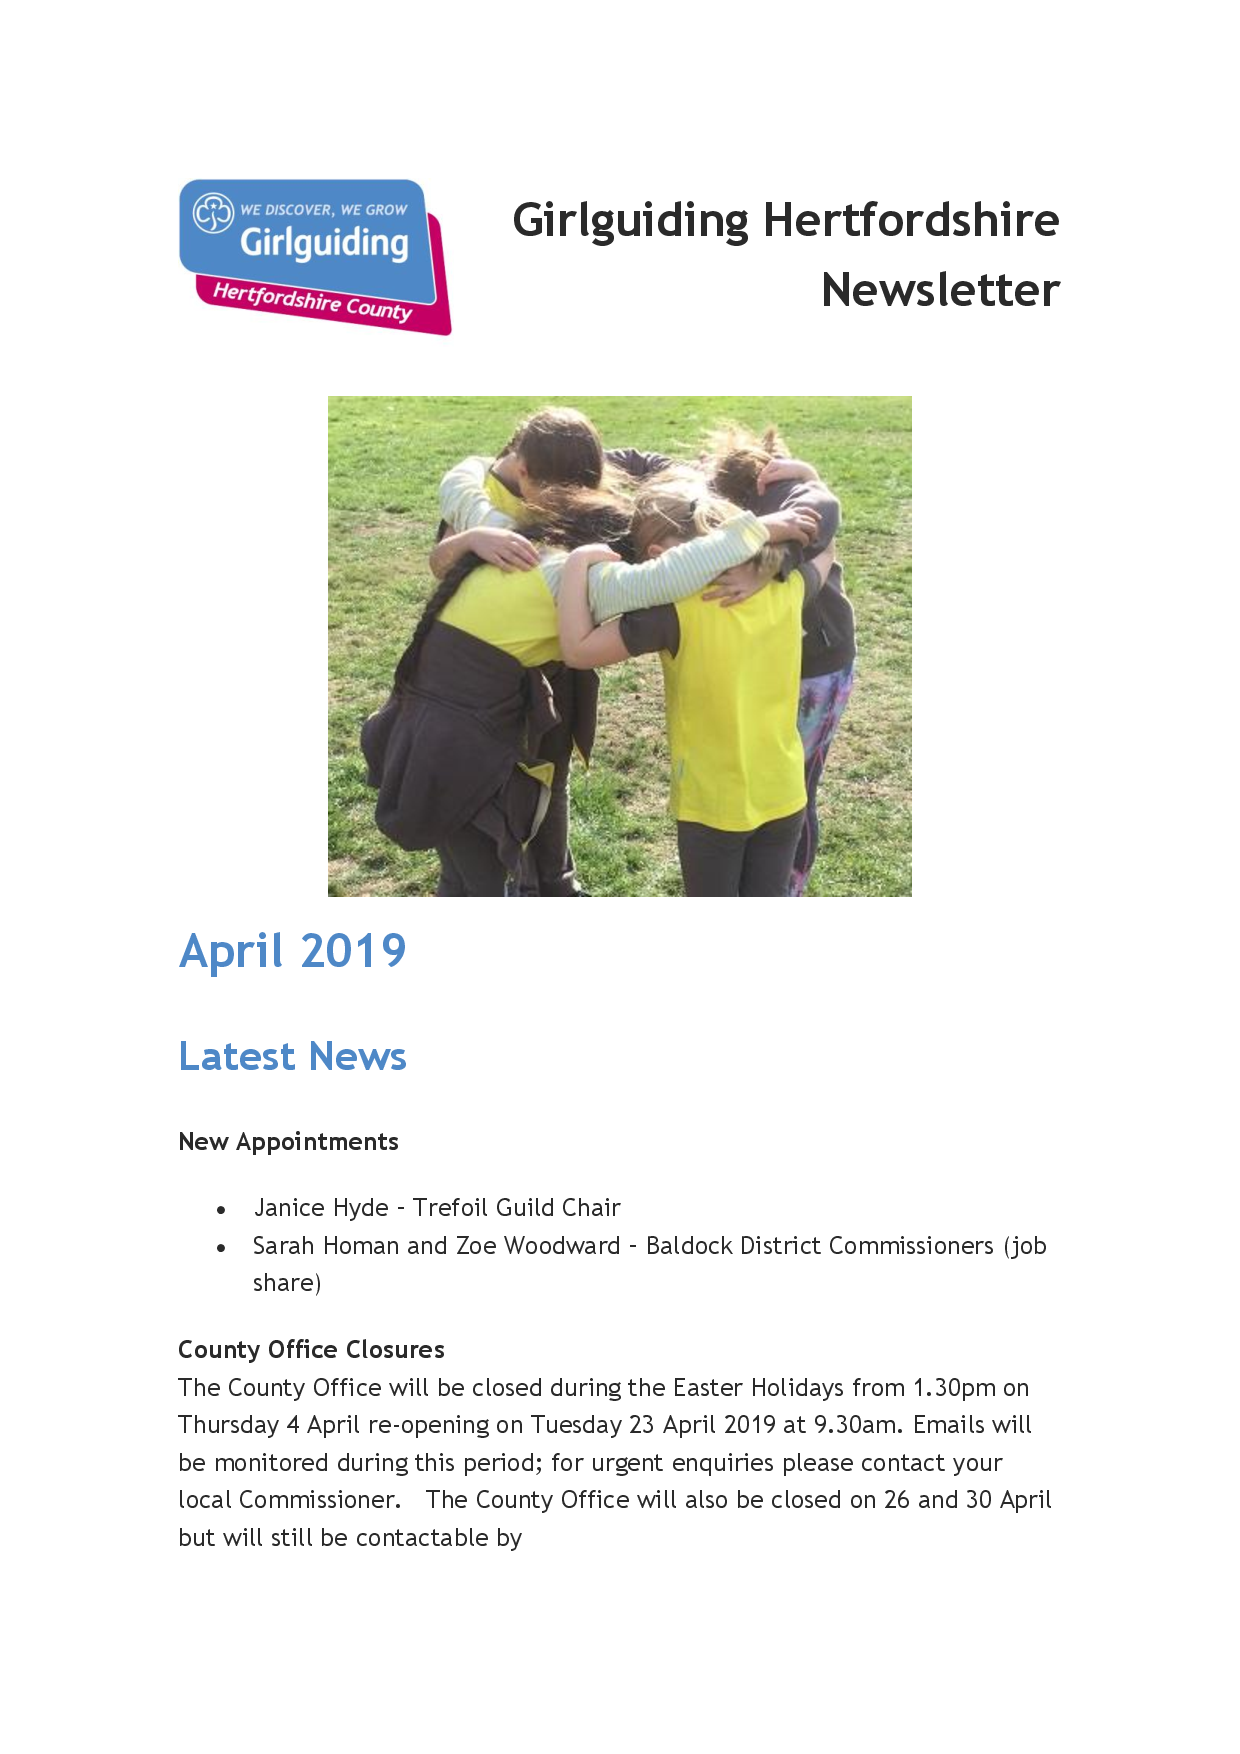 WE DISCOVER, WE GROW
Girlguiding
Hertfordshire County
Girlguiding Hertfordshire
Newsletter
April 2019
Latest News
New Appointments
• Janice Hyde – Trefoil Guild Chair
• Sarah Homan and Zoe Woodward – Baldock District Commissioners (job
share)
County Office Closures
The County Office will be closed during the Easter Holidays from 1.30pm on
Thursday 4 April re-opening on Tuesday 23 April 2019 at 9.30am. Emails will
be monitored during this period; for urgent enquiries please contact your
local Commissioner.   The County Office will also be closed on 26 and 30 April
but will still be contactable by